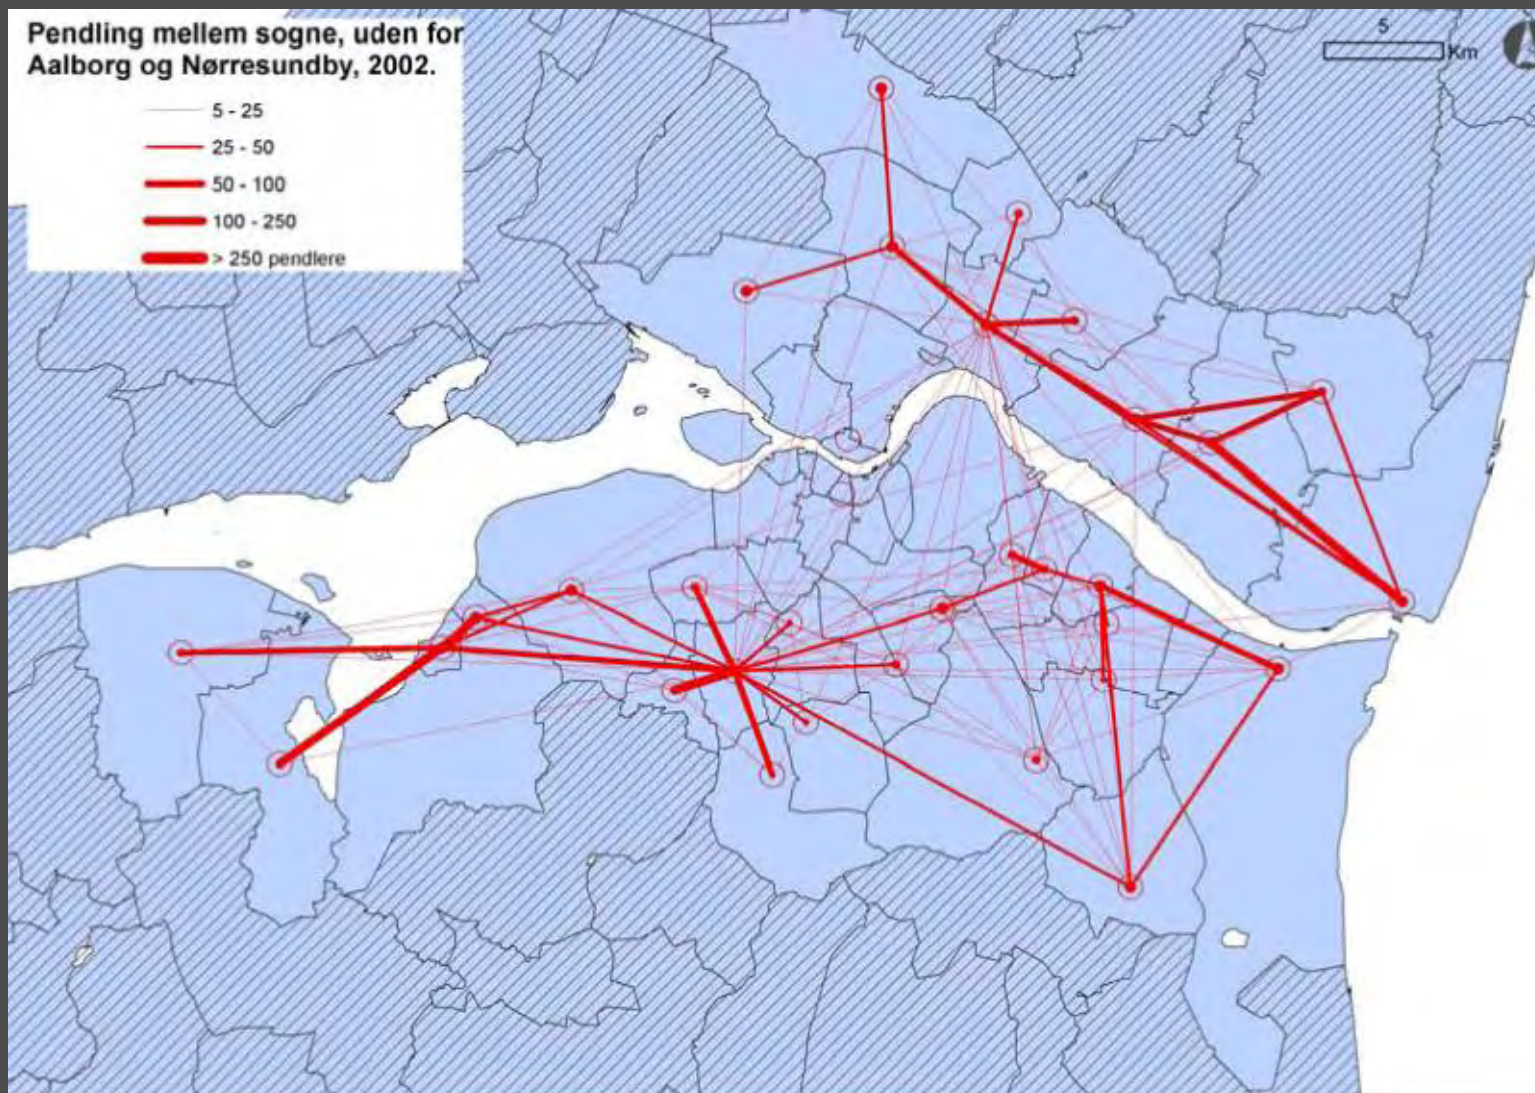 Pendling mellem sogne, uden for
Aalborg og Nørresundby, 2002.
5 - 25
25 - 50
50 - 100
100 - 250
> 250 pendlere
5
Km